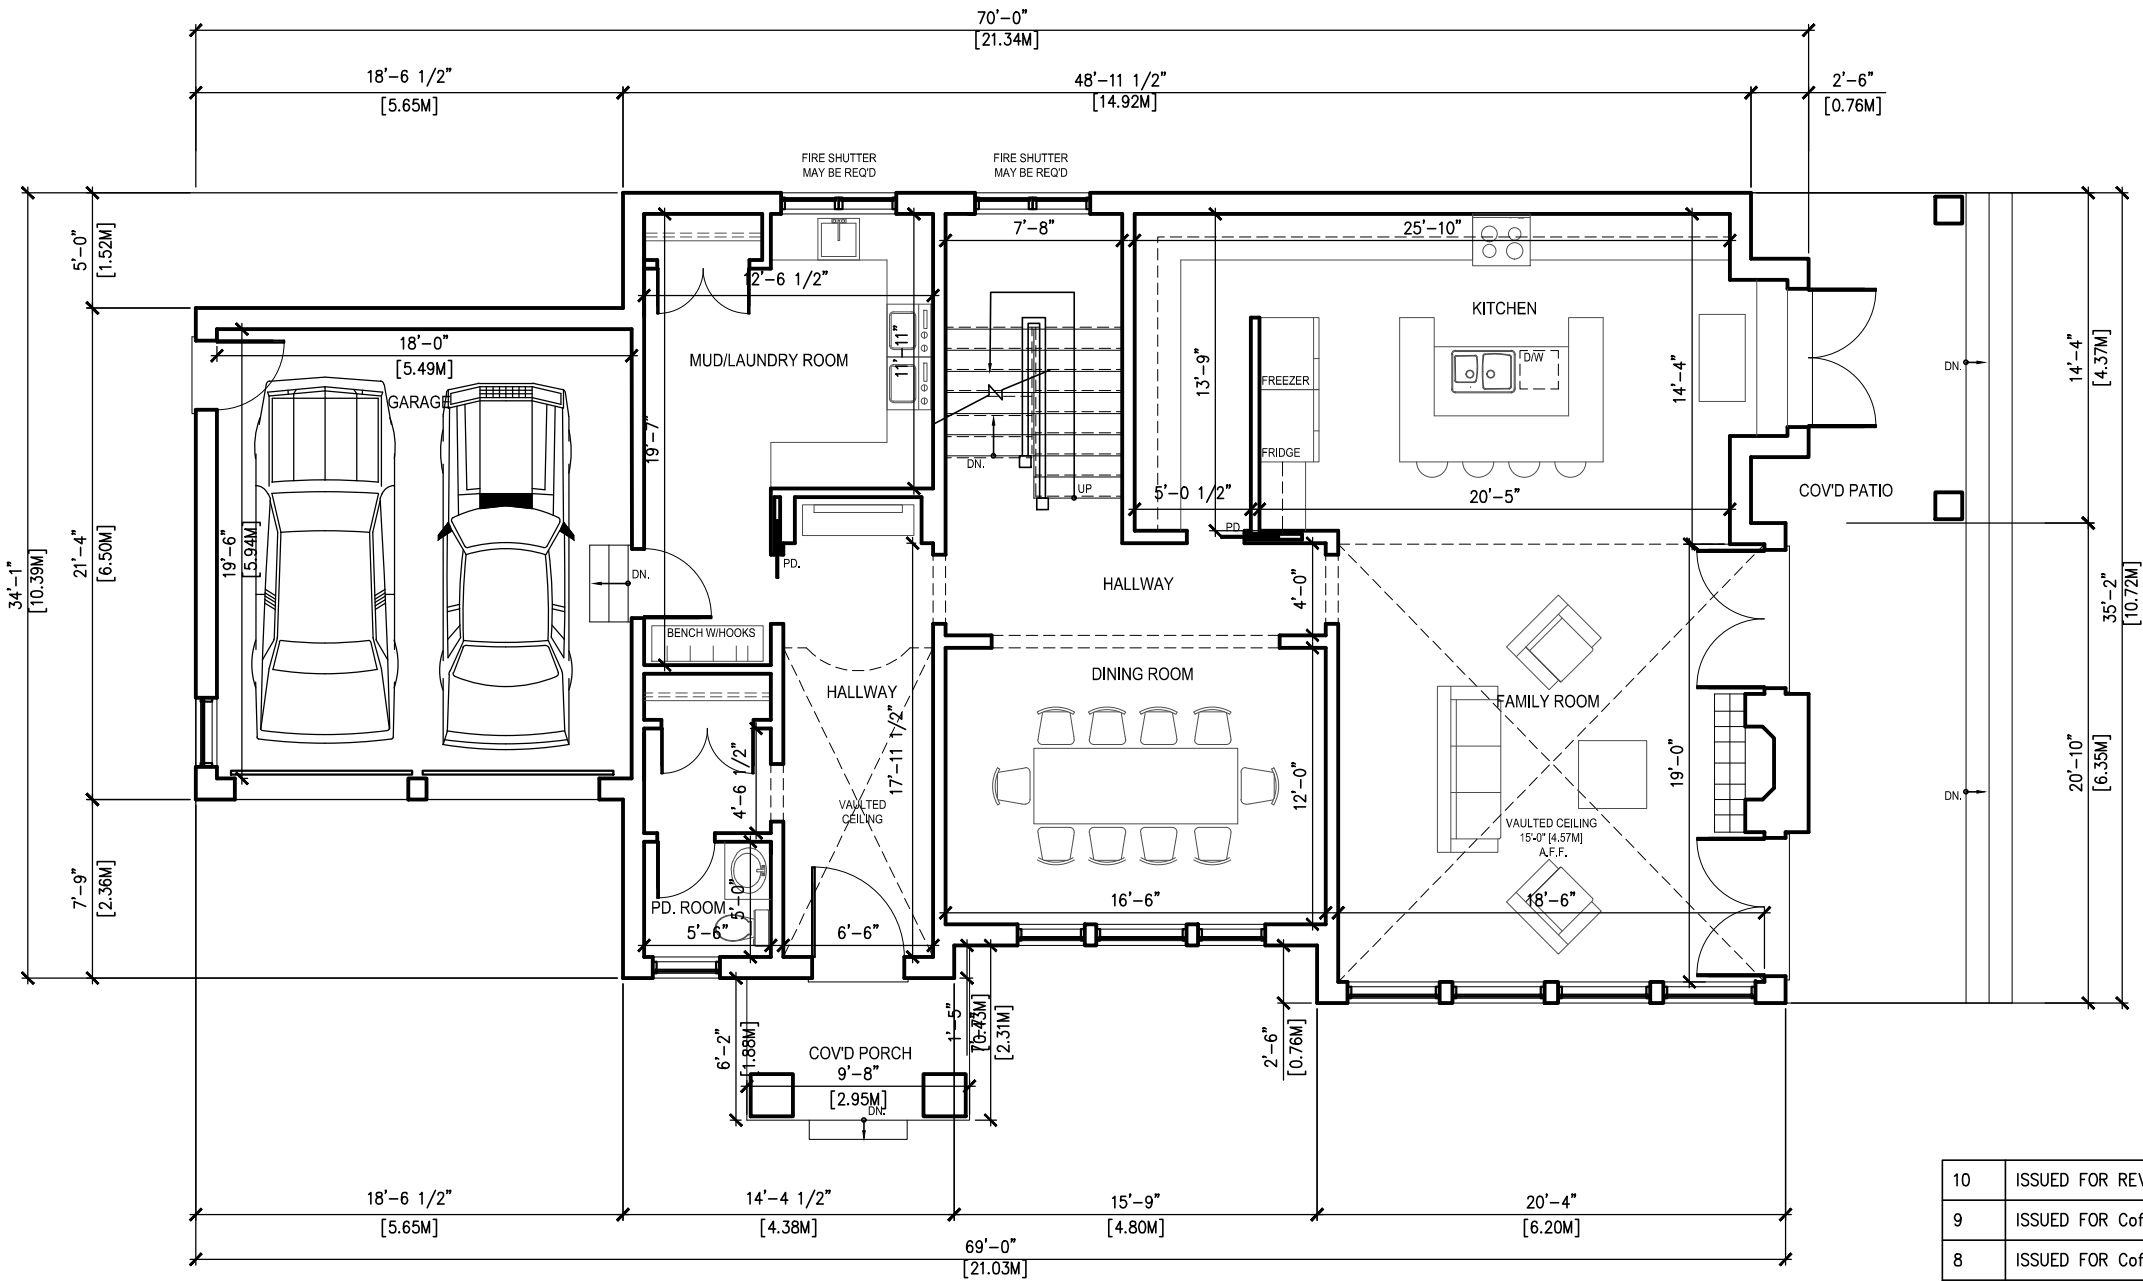 70'-0"
[21.34M]
18'-6 1/2"
[5.65M]
48'-11 1/2"
[14.92M]
2'-6"
[0.76M]
FIRE SHUTTER
MAY BE REQ'D
FIRE SHUTTER
MAY BE REQ'D
5'-0"
[1.52M]
7'-8"
25'-10"
12'-6 1/2"
KITCHEN
18'-0"
[5.49M]
MUD/LAUNDRY ROOM
11'-11"
D/W
13'-9"
FREEZER
14'-4"
DN.
14'-4"
[4.37M]
GARAGE
19'-7"
FRIDGE
DN.
UP
5'-0 1/2"
20'-5"
COV'D PATIO
PD.
34'-1"
[10.39M]
21'-4"
[6.50M]
19'-6"
[5.94M]
DN.
PD.
HALLWAY
4'-0"
35'-2"
[10.72M]
BENCH W/HOOKS
HALLWAY
DINING ROOM
FAMILY ROOM
17'-11 1/2"
4'-6 1/2"
VAULTED
CEILING
12'-0"
19'-0"
20'-10"
[6.35M]
DN.
VAULTED CEILING
15'-0" [4.57M]
A.F.F.
7'-9"
[2.36M]
5'-0"
PD. ROOM
5'-6"
6'-6"
16'-6"
18'-6"
6'-2"
[1.88M]
1'-5"
[0.43M]
[2.31M]
2'-6"
[0.76M]
COV'D PORCH
9'-8"
[2.95M]
DN.
18'-6 1/2"
[5.65M]
14'-4 1/2"
[4.38M]
15'-9"
[4.80M]
20'-4"
[6.20M]
69'-0"
[21.03M]
10 ISSUED FOR REV
9 ISSUED FOR Cof
8 ISSUED FOR Cof